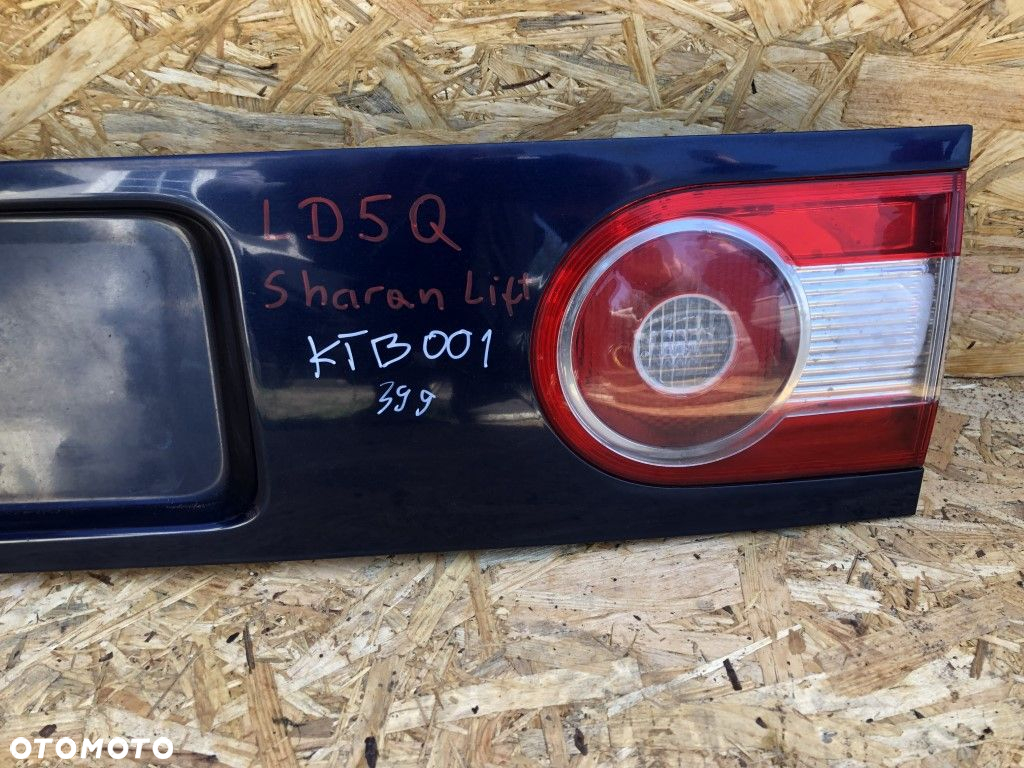 LD5Q
Sharan Lift
KTB001
399
OTOMOTO